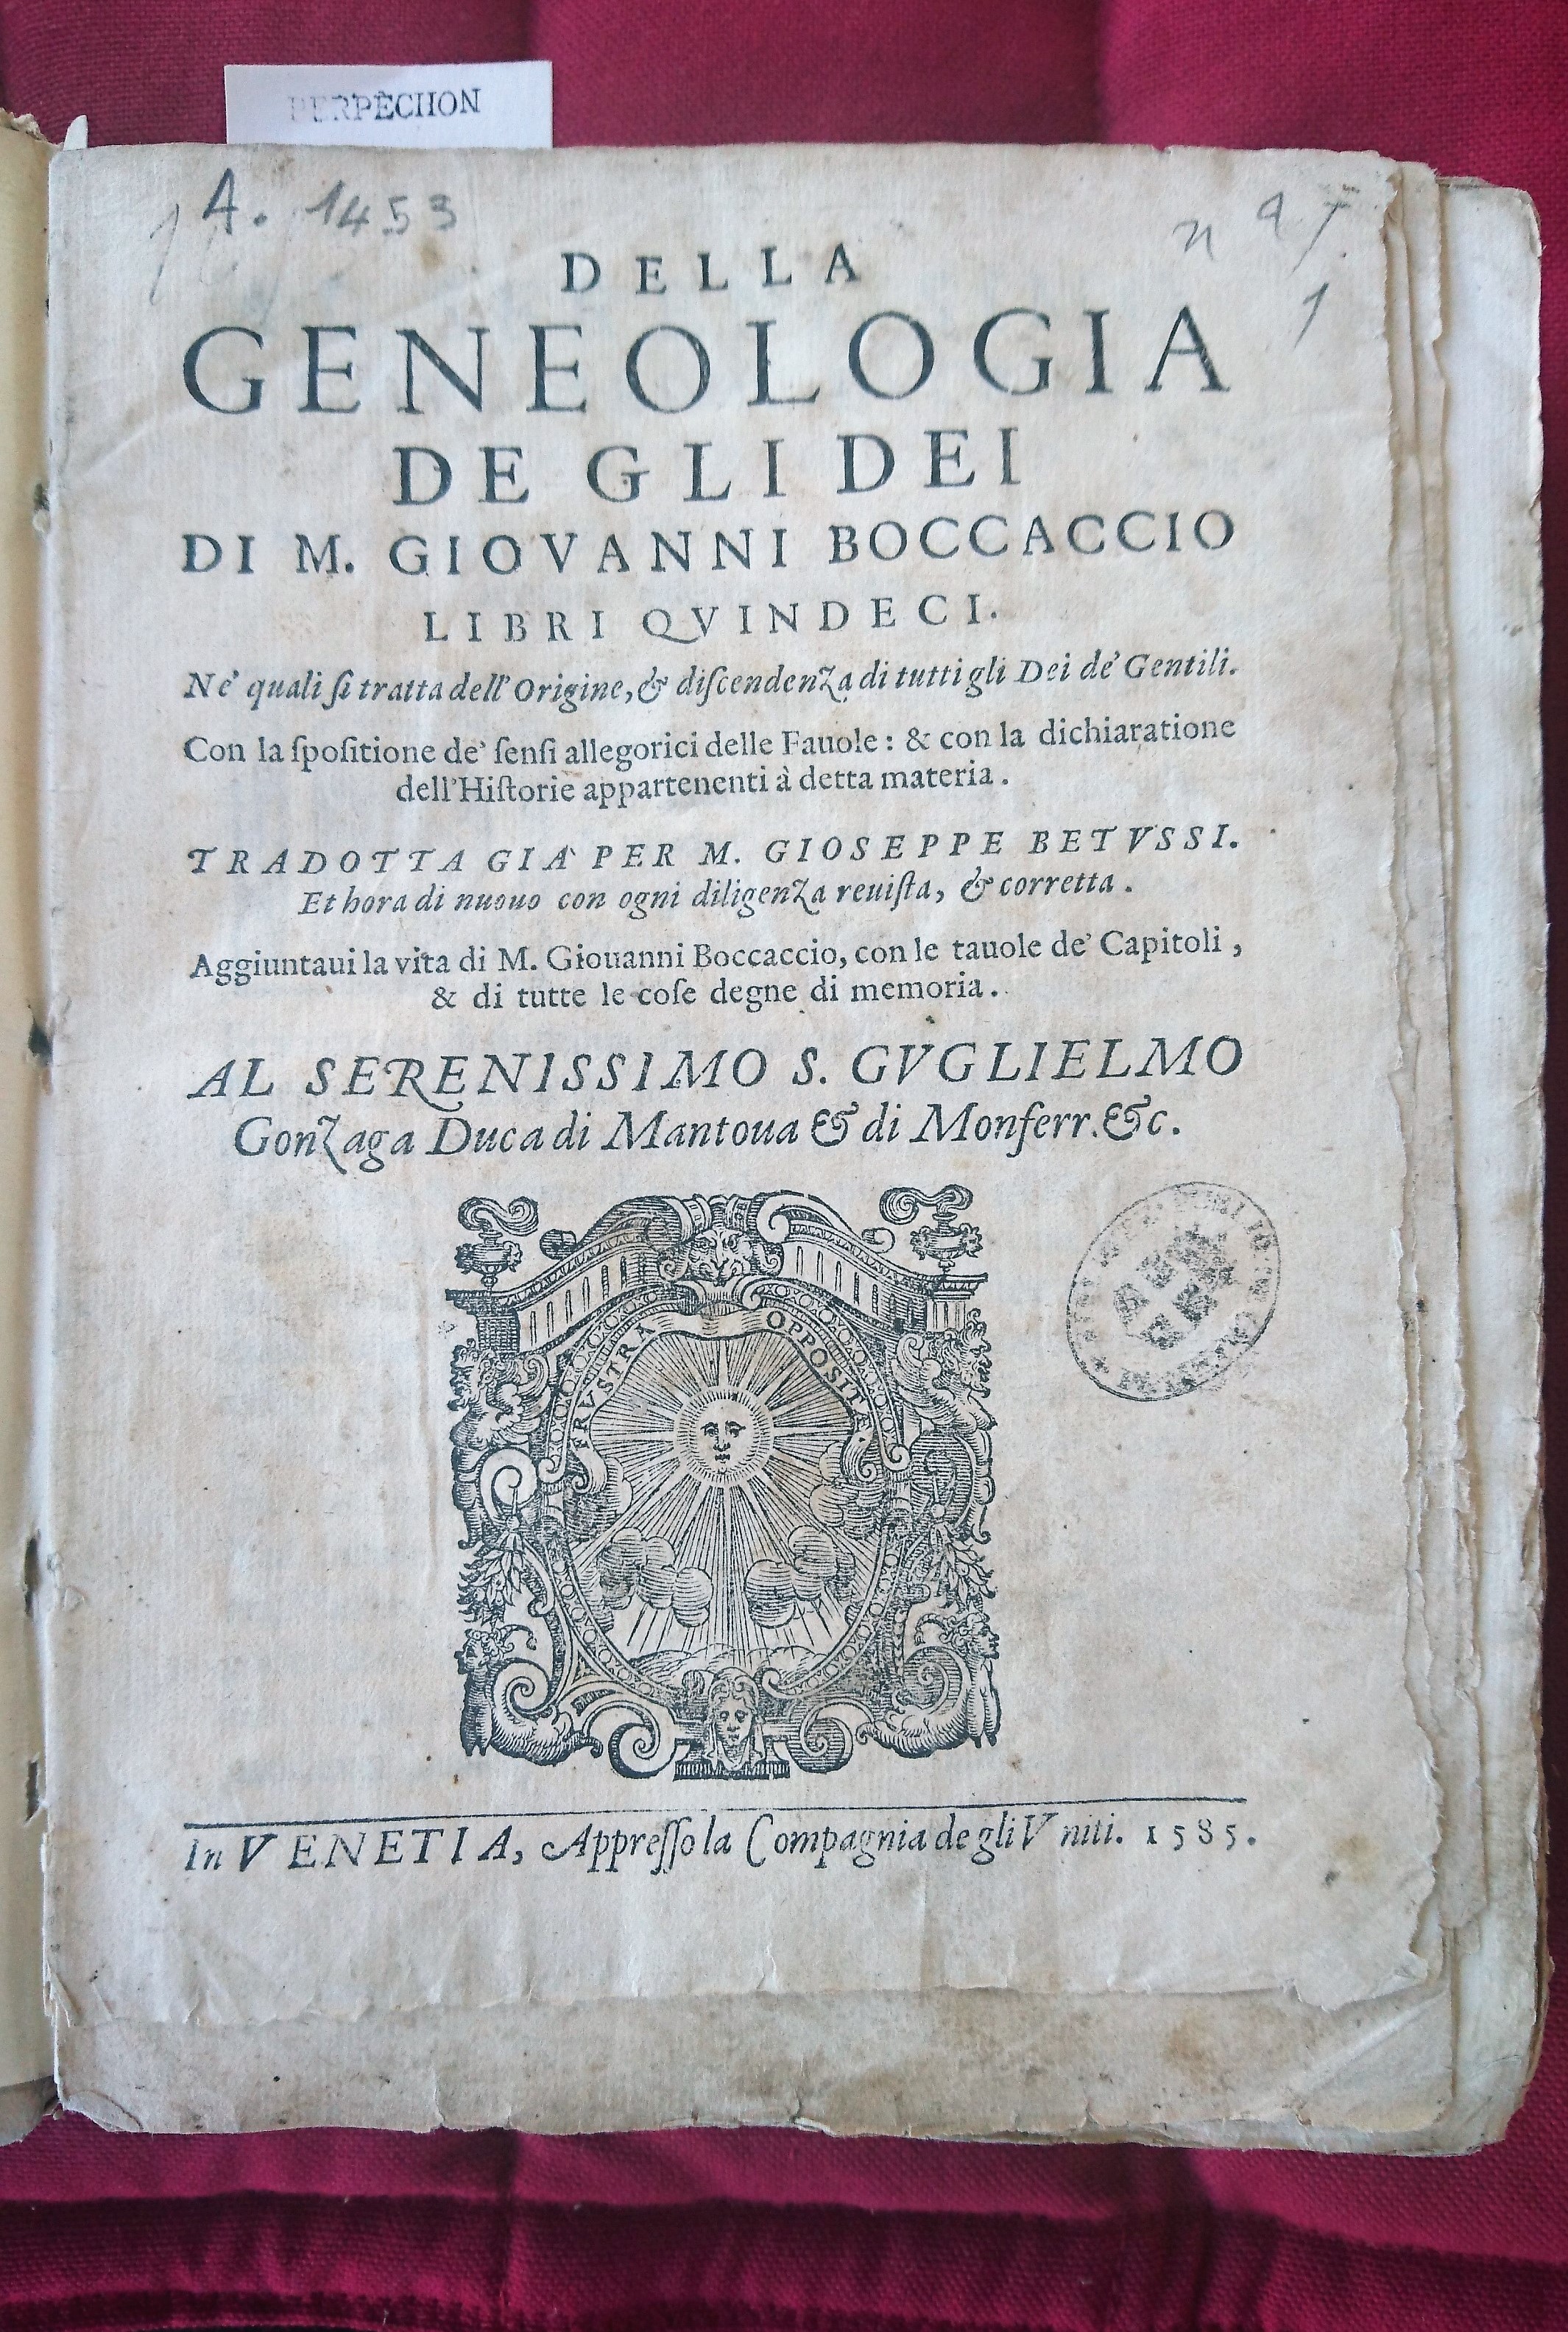 PERPECHON
A. 1453
n a 7
1
DELLA
GENEOLOGIA
DE GLI DEI
DI M. GIOVANNI BOCCACCIO
LIBRI QVINDECI.
Ne' quali ſi tratta dell' Origine, & diſcendenza di tutti gli Dei de' Gentili.
Con la ſpoſitione de' ſenſi allegorici delle Fauole: & con la dichiaratione
dell'Hiſtorie appartenenti à detta materia.
TRADOTTA GIA' PER M. GIOSEPPE BETVSSI.
Et hora di nuouo con ogni diligenza reuiſta, & corretta.
Aggiuntaui la vita di M. Giouanni Boccaccio, con le tauole de' Capitoli,
& di tutte le coſe degne di memoria.
AL SERENISSIMO S. GVGLIELMO
Gonzaga Duca di Mantoua & di Monferr. &c.
FRVSTRA OPPOSITÆ
In VENETIA, Appreſſo la Compagnia de gli Vniti. 1585.